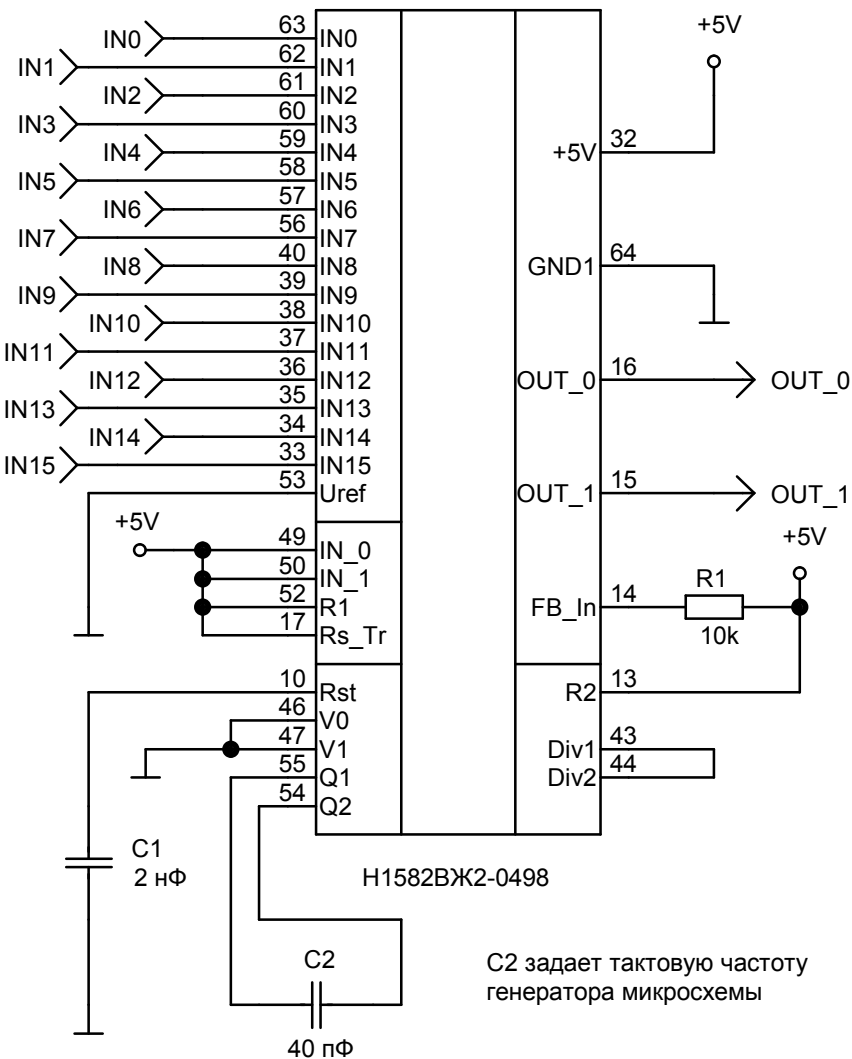 IN0 63 IN0
IN1 62 IN1
IN2 61 IN2
IN3 60 IN3
IN4 59 IN4
IN5 58 IN5
IN6 57 IN6
IN7 56 IN7
IN8 40 IN8
IN9 39 IN9
IN10 38 IN10
IN11 37 IN11
IN12 36 IN12
IN13 35 IN13
IN14 34 IN14
IN15 33 IN15
53 Uref
+5V
49 IN_0
50 IN_1
52 R1
17 Rs_Tr
10 Rst
46 V0
47 V1
55 Q1
54 Q2
+5V
+5V 32
GND1 64
OUT_0 16 OUT_0
OUT_1 15 OUT_1
+5V
FB_In 14 R1
10k
R2 13
Div1 43
Div2 44
C1
2 нФ
Н1582ВЖ2-0498
C2
40 пФ
С2 задает тактовую частоту
генератора микросхемы